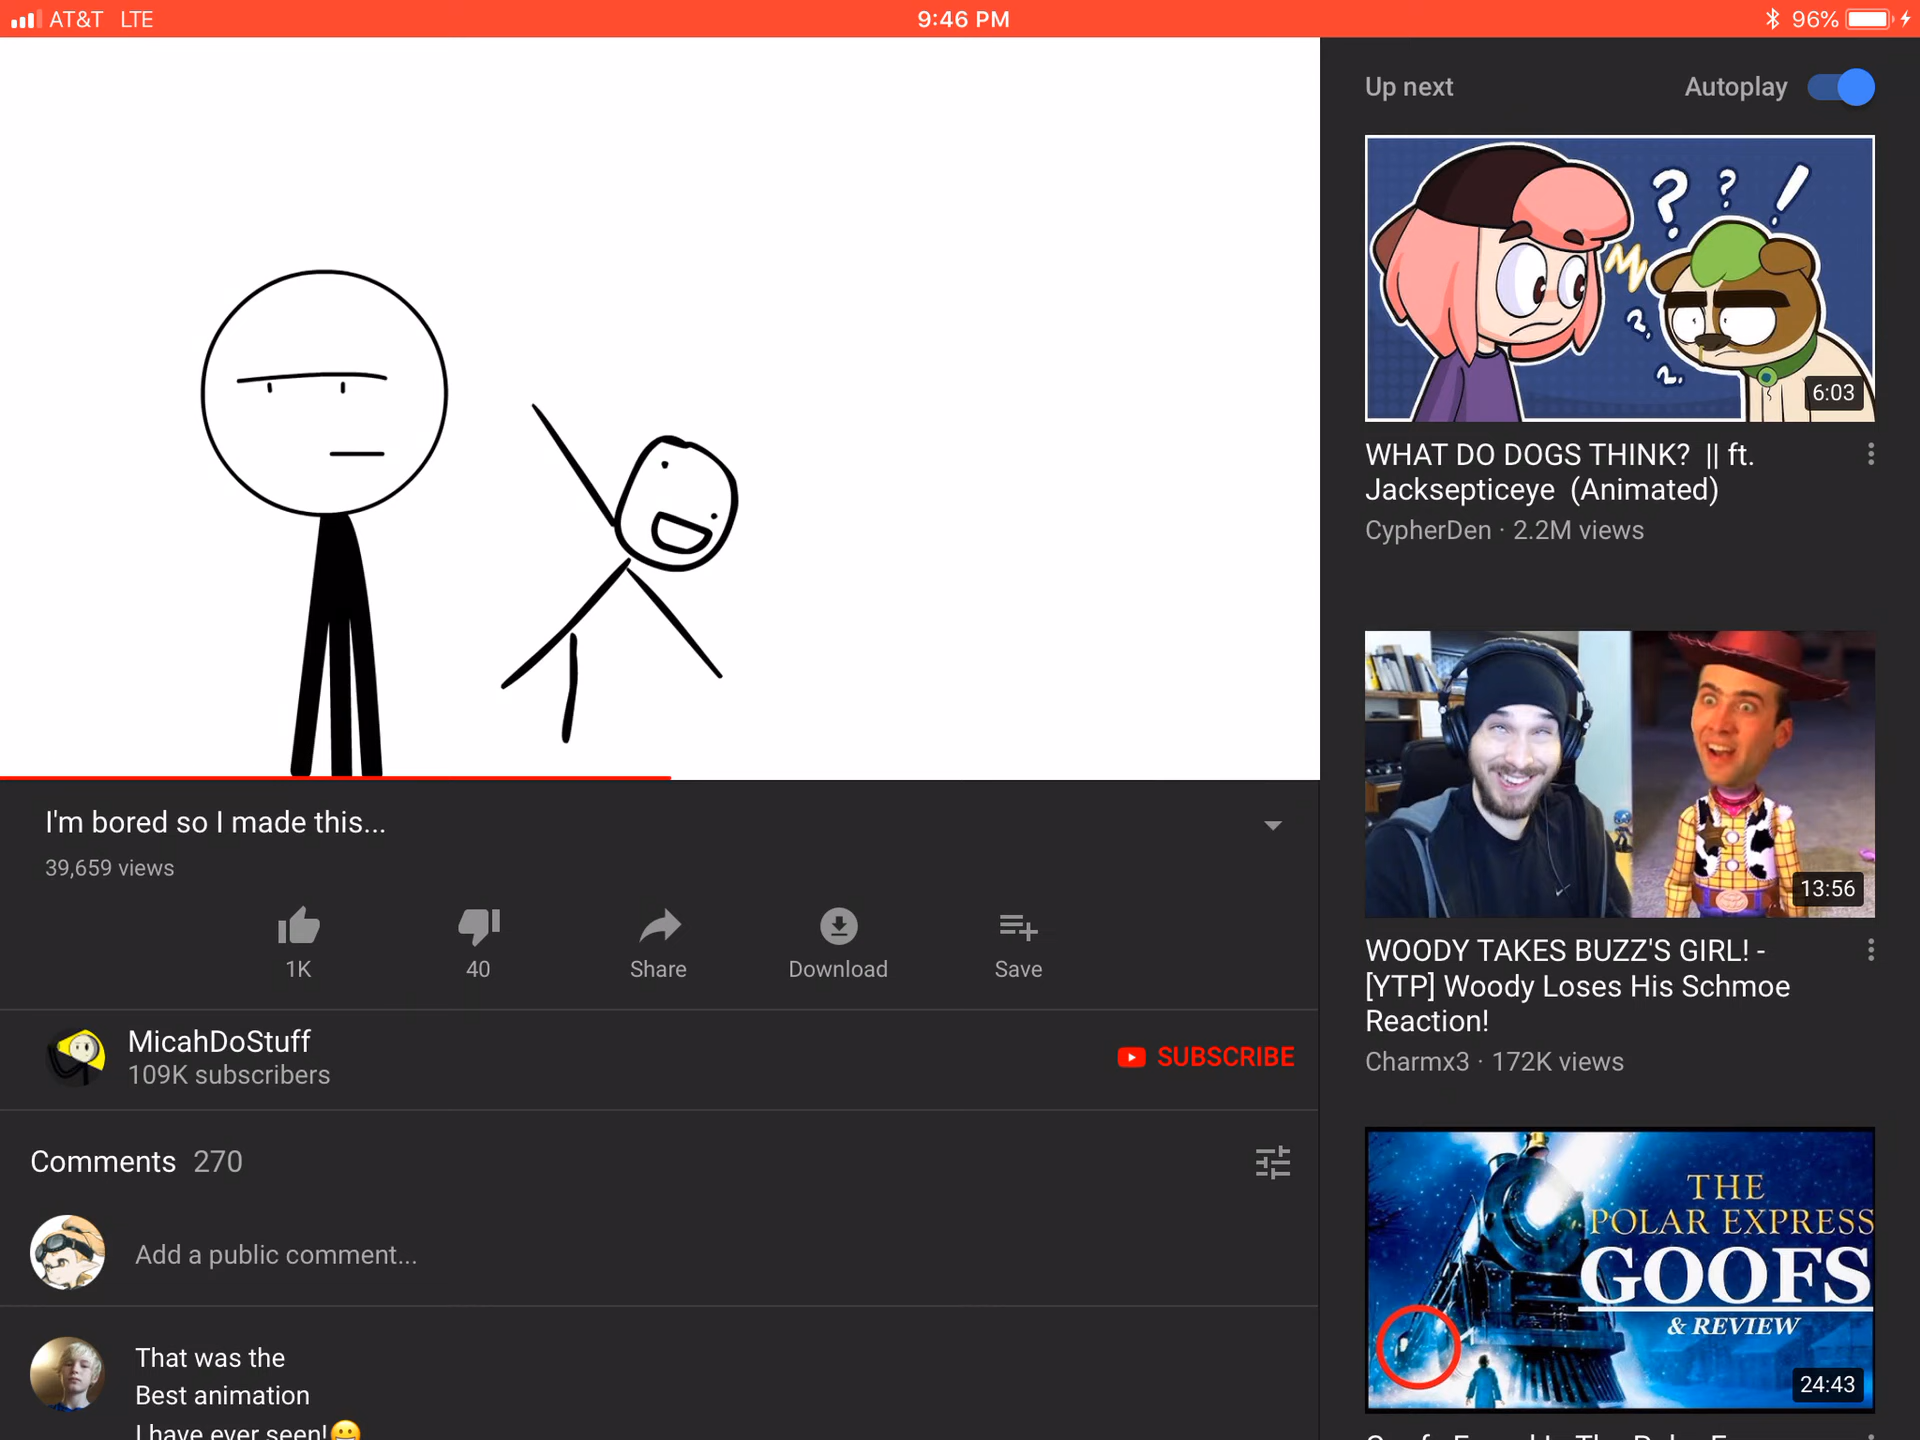 AT&T LTE
9:46 PM
96%
I'm bored so I made this...
39,659 views
1K
40
Share
Download
Save
MicahDoStuff
109K subscribers
SUBSCRIBE
Comments 270
Add a public comment...
That was the
Best animation
I have ever seen!😀
Up next
Autoplay
? ? !
?
?
6:03
WHAT DO DOGS THINK? || ft.
Jacksepticeye (Animated)
CypherDen · 2.2M views
13:56
WOODY TAKES BUZZ'S GIRL! -
[YTP] Woody Loses His Schmoe
Reaction!
Charmx3 · 172K views
THE
POLAR EXPRESS
GOOFS
& REVIEW
24:43